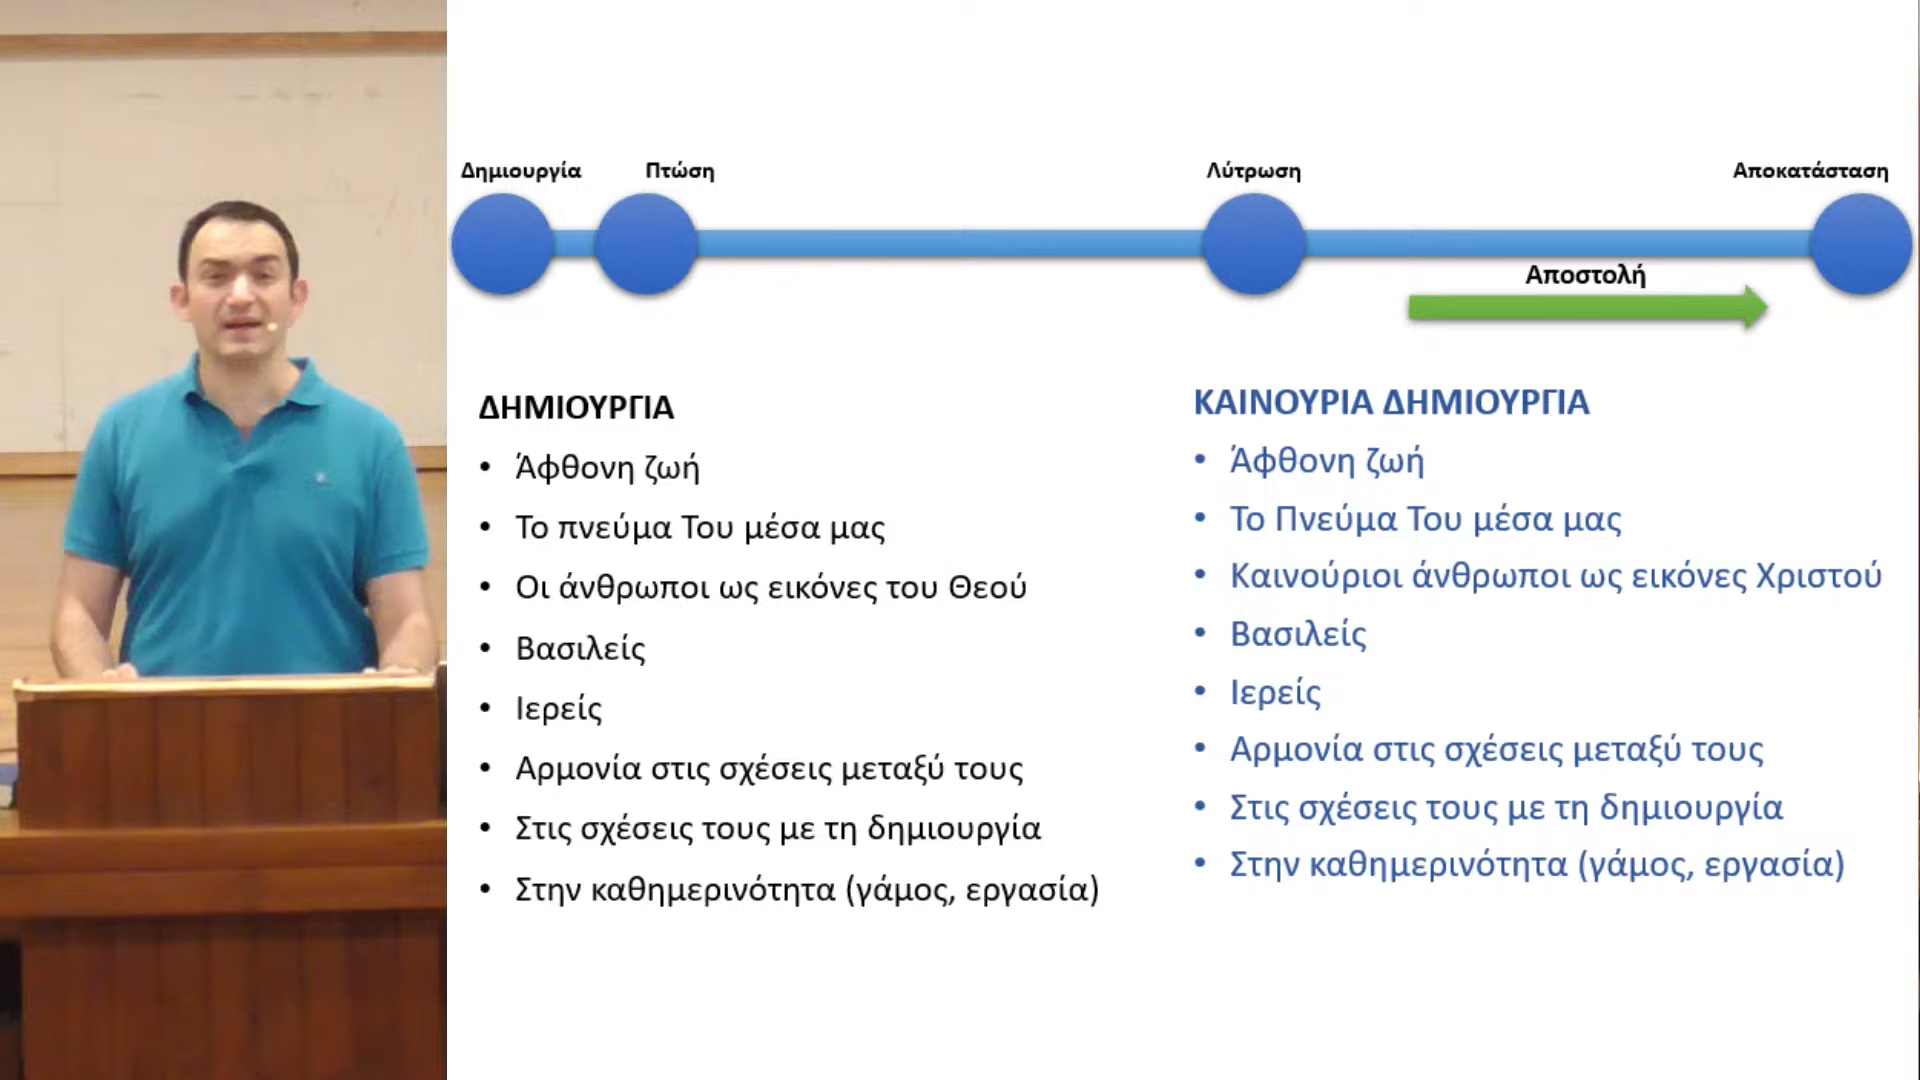 Δημιουργία
Πτώση
Λύτρωση
Αποκατάσταση
Αποστολή
ΔΗΜΙΟΥΡΓΙΑ
• Άφθονη ζωή
• Το πνεύμα Του μέσα μας
• Οι άνθρωποι ως εικόνες του Θεού
• Βασιλείς
• Ιερείς
• Αρμονία στις σχέσεις μεταξύ τους
• Στις σχέσεις τους με τη δημιουργία
• Στην καθημερινότητα (γάμος, εργασία)
ΚΑΙΝΟΥΡΙΑ ΔΗΜΙΟΥΡΓΙΑ
• Άφθονη ζωή
• Το Πνεύμα Του μέσα μας
• Καινούριοι άνθρωποι ως εικόνες Χριστού
• Βασιλείς
• Ιερείς
• Αρμονία στις σχέσεις μεταξύ τους
• Στις σχέσεις τους με τη δημιουργία
• Στην καθημερινότητα (γάμος, εργασία)